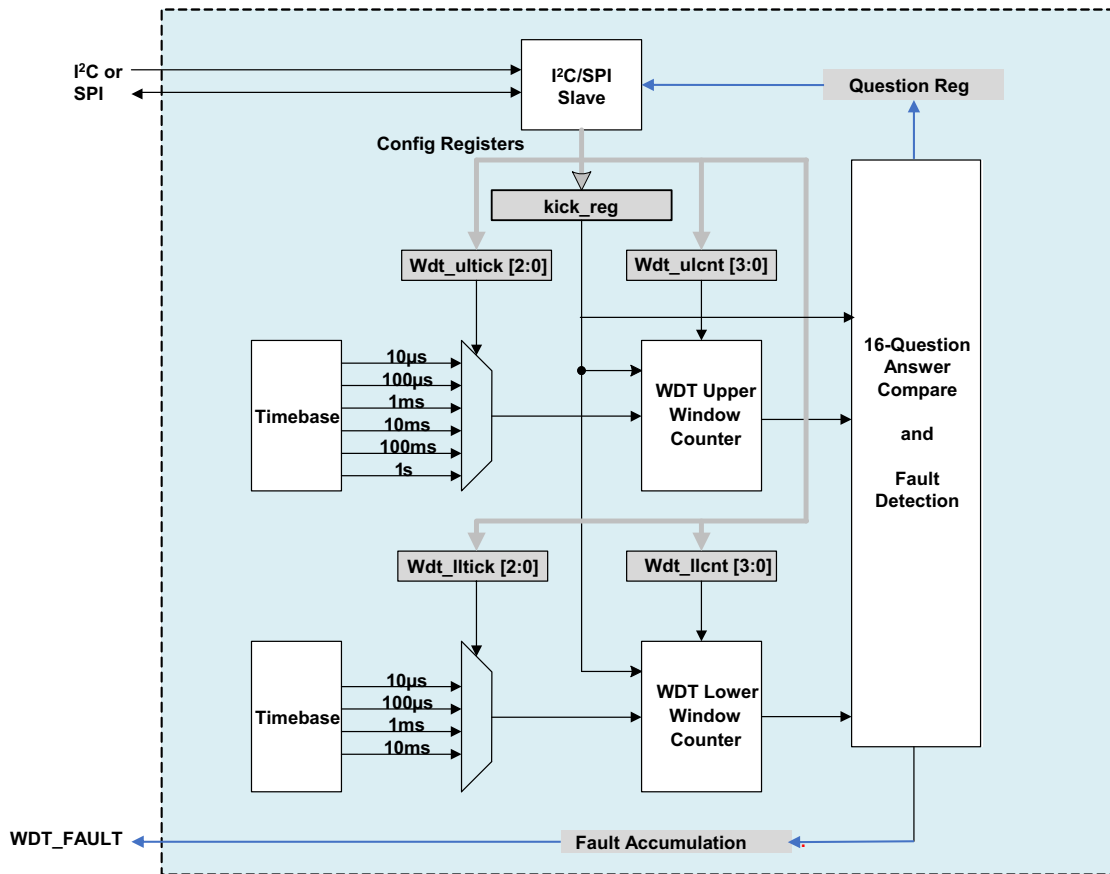 I²C or
SPI
I²C/SPI
Slave
Question Reg
Config Registers
kick_reg
Wdt_ultick [2:0]
Wdt_ulcnt [3:0]
Timebase
10µs
100µs
1ms
10ms
100ms
1s
WDT Upper
Window
Counter
16-Question
Answer
Compare
and
Fault
Detection
Wdt_lltick [2:0]
Wdt_llcnt [3:0]
Timebase
10µs
100µs
1ms
10ms
WDT Lower
Window
Counter
WDT_FAULT
Fault Accumulation